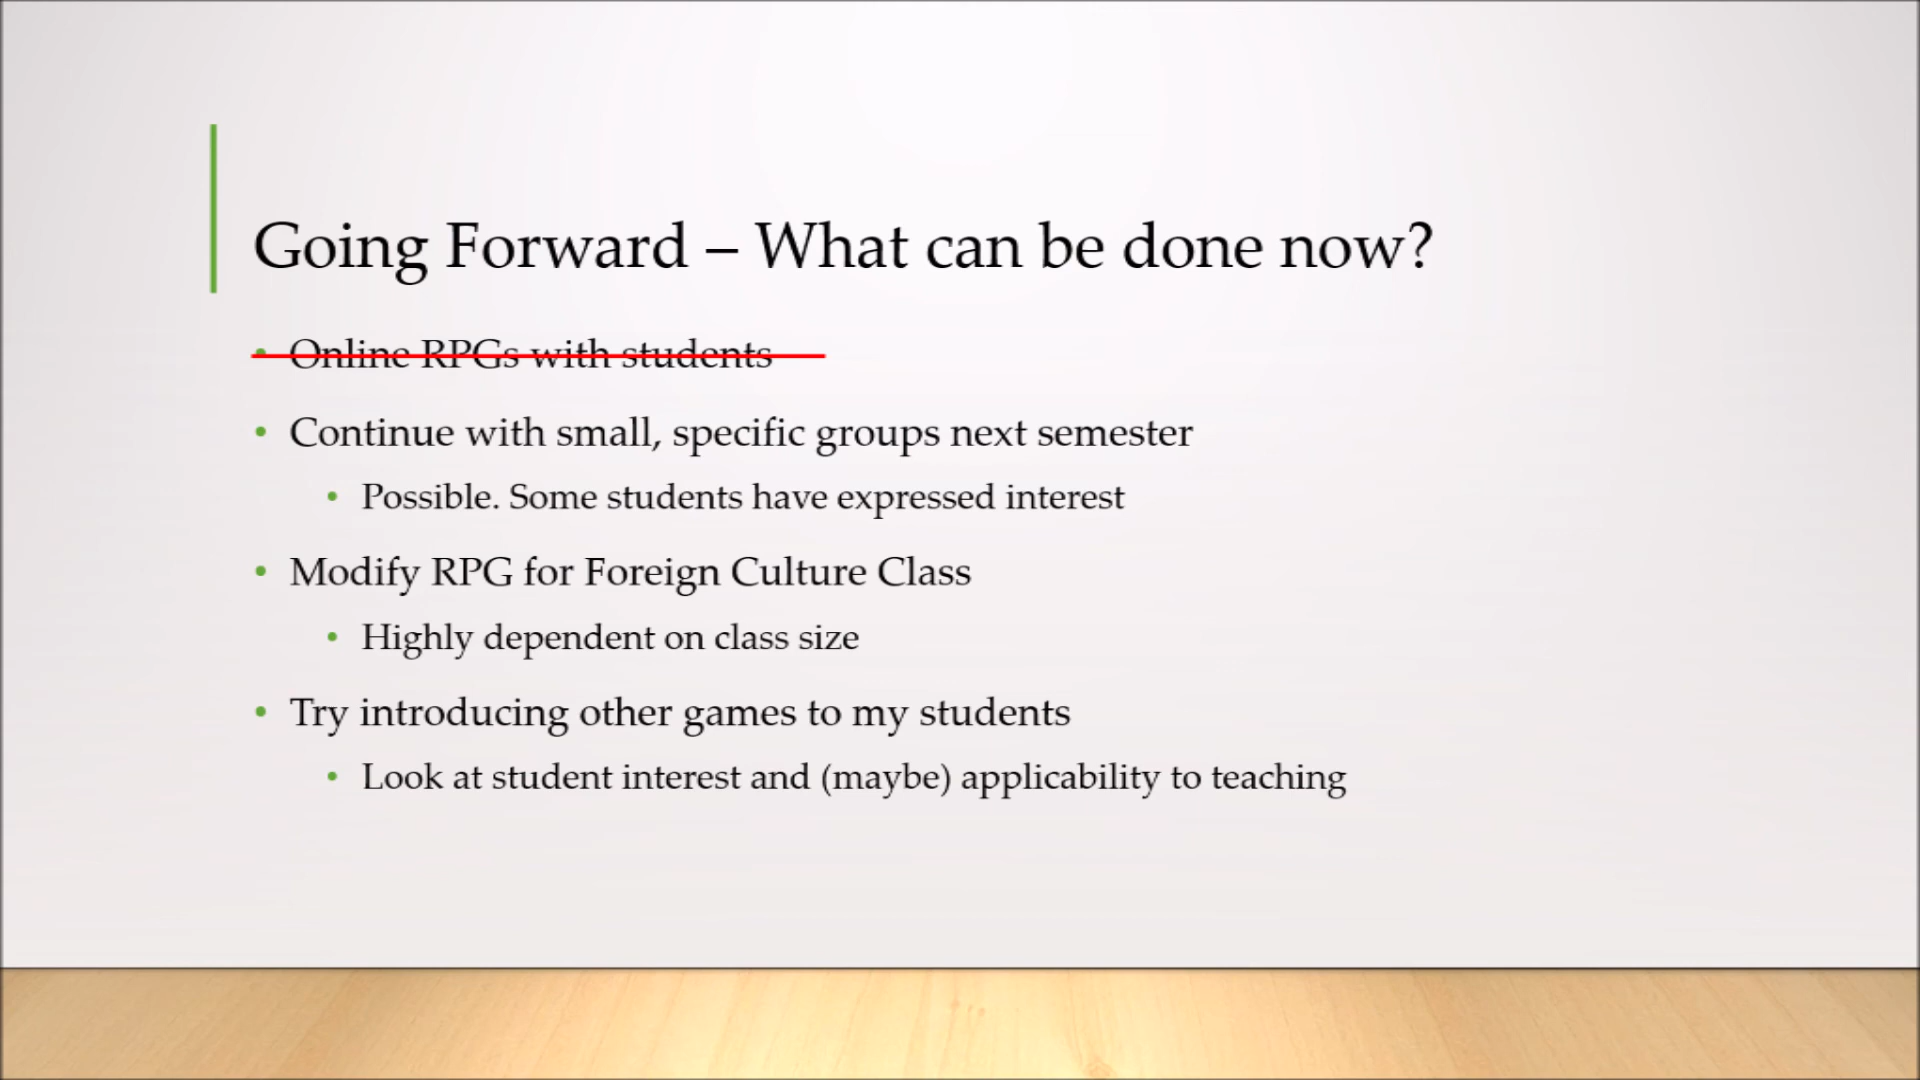 Going Forward – What can be done now?
• Online RPGs with students
• Continue with small, specific groups next semester
• Possible. Some students have expressed interest
• Modify RPG for Foreign Culture Class
• Highly dependent on class size
• Try introducing other games to my students
• Look at student interest and (maybe) applicability to teaching